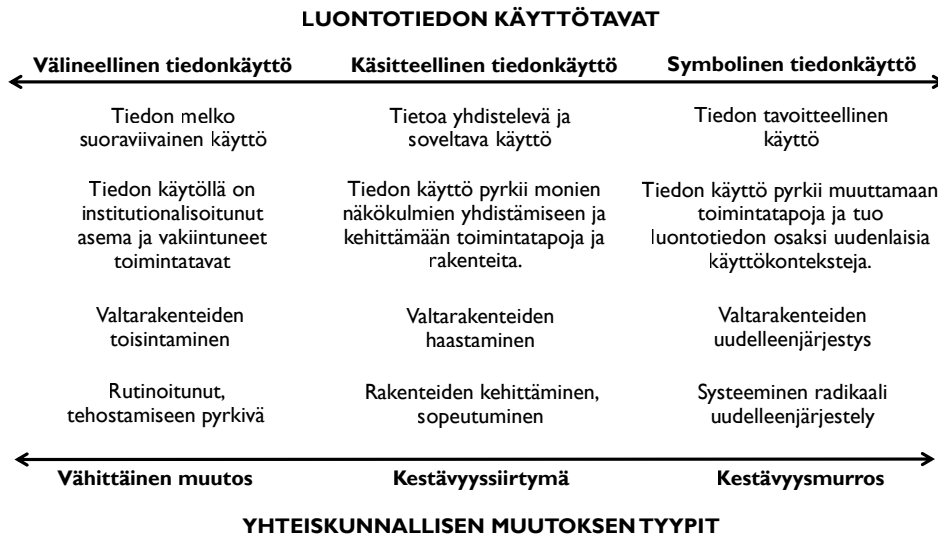 LUONTOTIEDON KÄYTTÖTAVAT
Välineellinen tiedonkäyttö
Käsitteellinen tiedonkäyttö
Symbolinen tiedonkäyttö
Tiedon melko
suoraviivainen käyttö
Tietoa yhdistelevä ja
soveltava käyttö
Tiedon tavoitteellinen
käyttö
Tiedon käytöllä on
institutionalisoitunut
asema ja vakiintuneet
toimintatavat
Tiedon käyttö pyrkii monien
näkökulmien yhdistämiseen ja
kehittämään toimintatapoja ja
rakenteita.
Tiedon käyttö pyrkii muuttamaan
toimintatapoja ja tuo
luontotiedon osaksi uudenlaisia
käyttökonteksteja.
Valtarakenteiden
toisintaminen
Valtarakenteiden
haastaminen
Valtarakenteiden
uudelleenjärjestys
Rutinoitunut,
tehostamiseen pyrkivä
Rakenteiden kehittäminen,
sopeutuminen
Systeeminen radikaali
uudelleenjärjestely
Vähittäinen muutos
Kestävyyssiirtymä
Kestävyysmurros
YHTEISKUNNALLISEN MUUTOKSEN TYYPIT